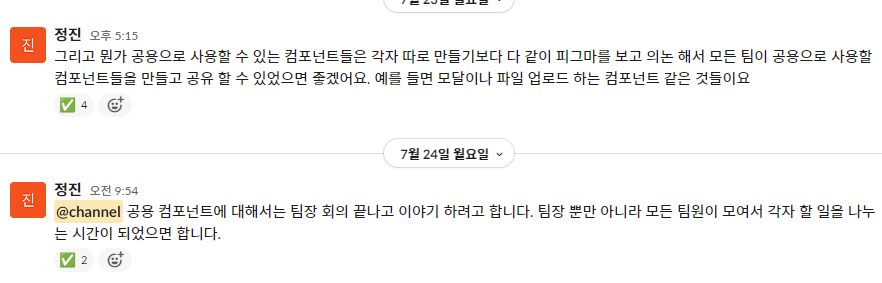 진
정진 오후 5:15
그리고 뭔가 공용으로 사용할 수 있는 컴포넌트들은 각자 따로 만들기보다 다 같이 피그마를 보고 의논 해서 모든 팀이 공용으로 사용할
컴포넌트들을 만들고 공유 할 수 있었으면 좋겠어요. 예를 들면 모달이나 파일 업로드 하는 컴포넌트 같은 것들이요
4
7월 24일 월요일
진
정진 오전 9:54
@channel 공용 컴포넌트에 대해서는 팀장 회의 끝나고 이야기 하려고 합니다. 팀장 뿐만 아니라 모든 팀원이 모여서 각자 할 일을 나누
는 시간이 되었으면 합니다.
2